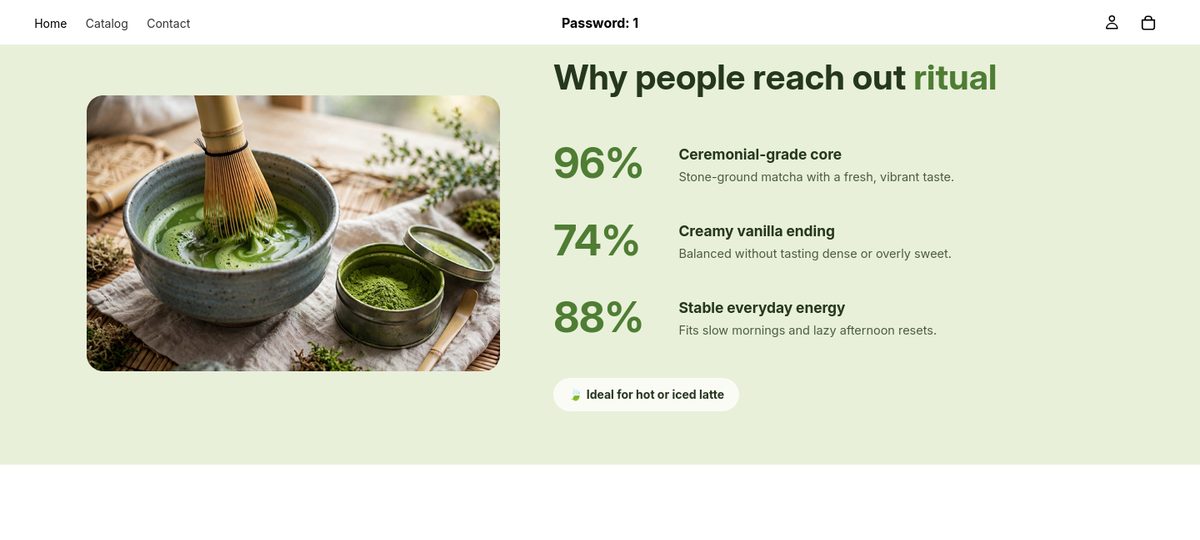 Home Catalog Contact Password: 1
Why people reach out ritual
96% Ceremonial-grade core
Stone-ground matcha with a fresh, vibrant taste.
74% Creamy vanilla ending
Balanced without tasting dense or overly sweet.
88% Stable everyday energy
Fits slow mornings and lazy afternoon resets.
Ideal for hot or iced latte